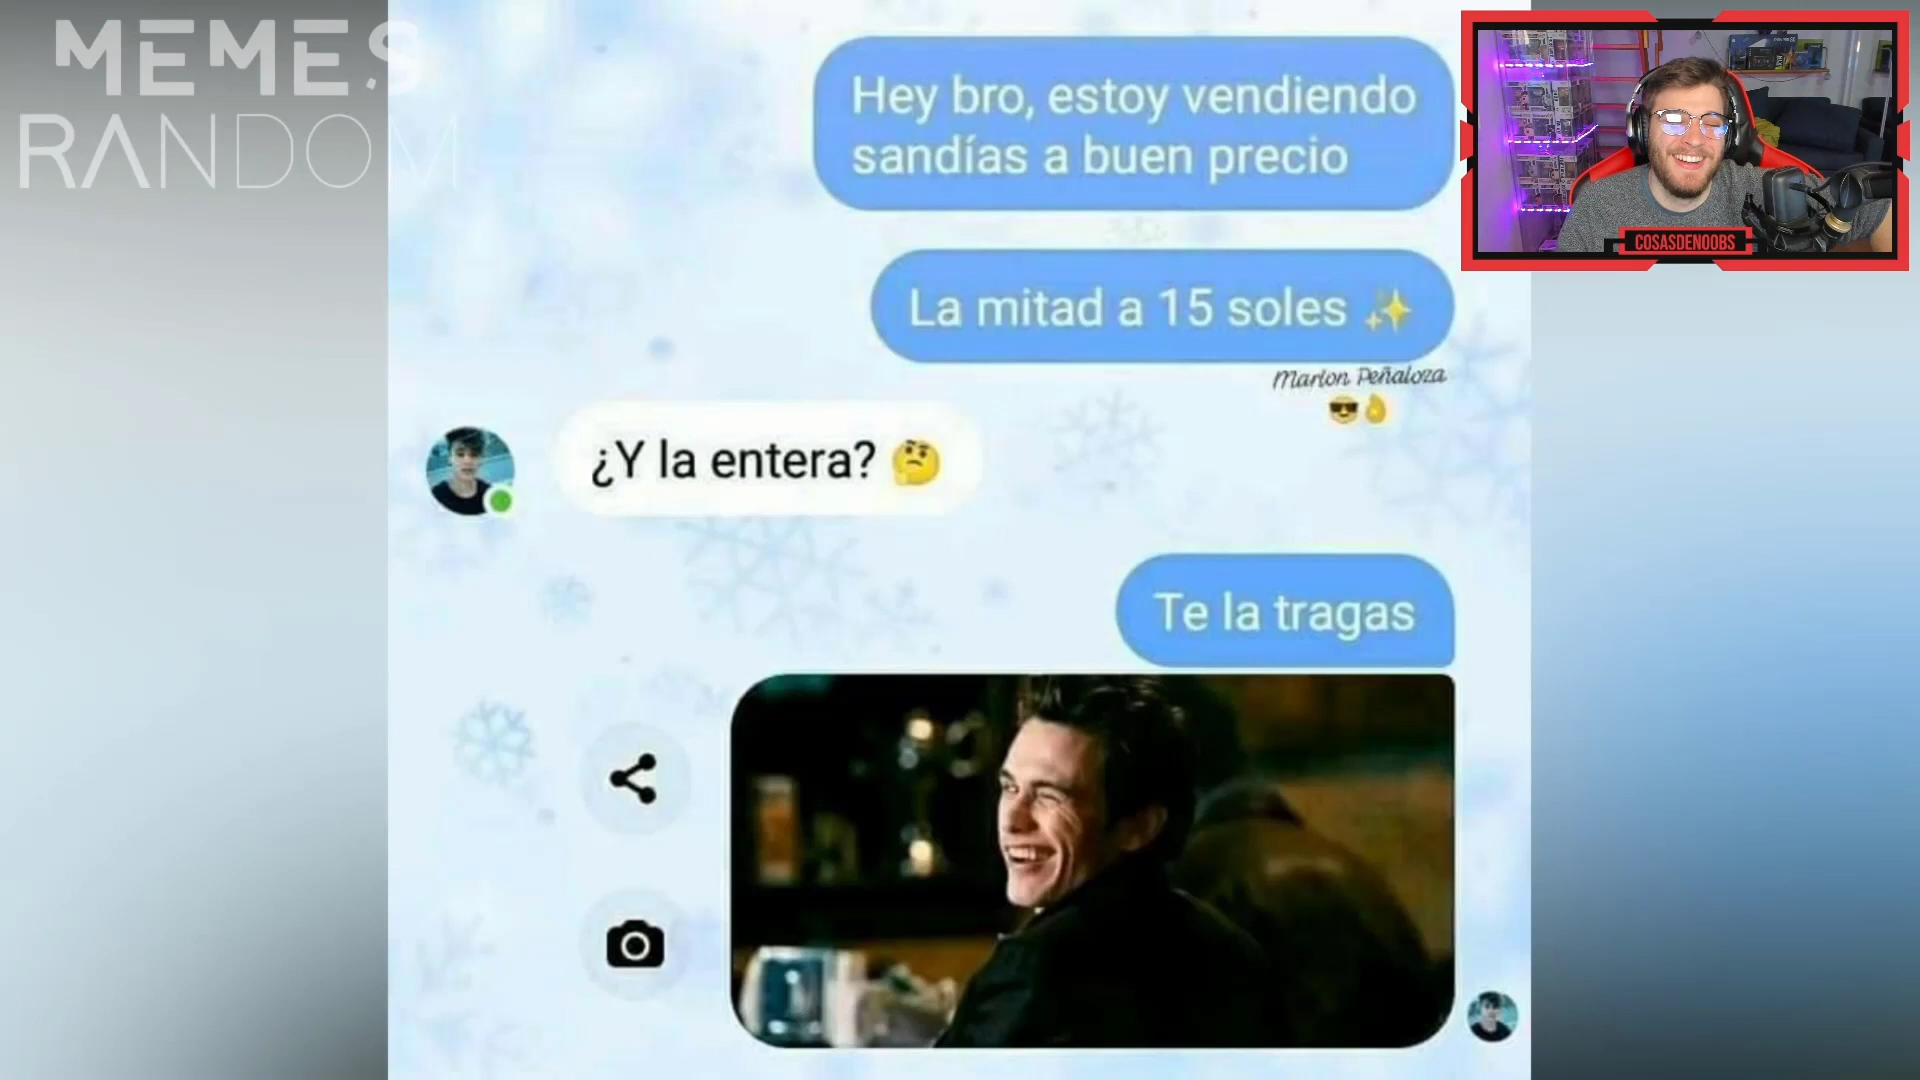 MEMES
RANDOM
Hey bro, estoy vendiendo
sandías a buen precio
COSASDENOOBS
La mitad a 15 soles ✨
Marlon Peñaloza
😎👌
¿Y la entera? 🤔
Te la tragas